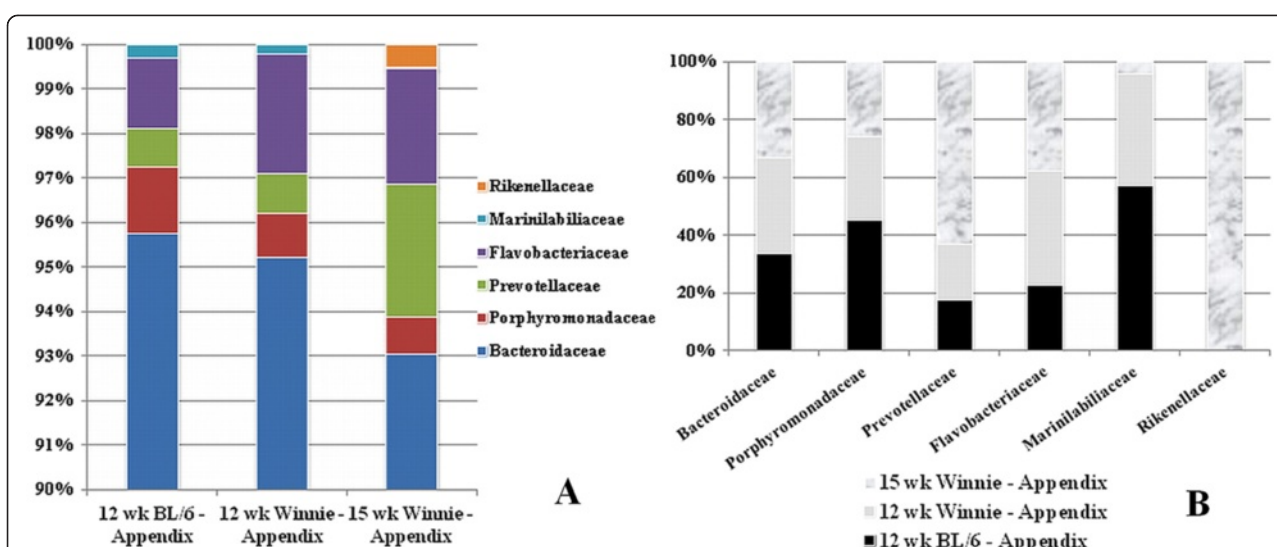 100%
99%
98%
97%
96%
95%
94%
93%
92%
91%
90%
12 wk BL/6 - Appendix
12 wk Winnie - Appendix
15 wk Winnie - Appendix
Rikenellaceae
Marinilabiliaceae
Flavobacteriaceae
Prevotellaceae
Porphyromonadaceae
Bacteroidaceae
A
100%
80%
60%
40%
20%
0%
Bacteroidaceae
Porphyromonadaceae
Prevotellaceae
Flavobacteriaceae
Marinilabiliaceae
Rikenellaceae
15 wk Winnie - Appendix
12 wk Winnie - Appendix
12 wk BL/6 - Appendix
B